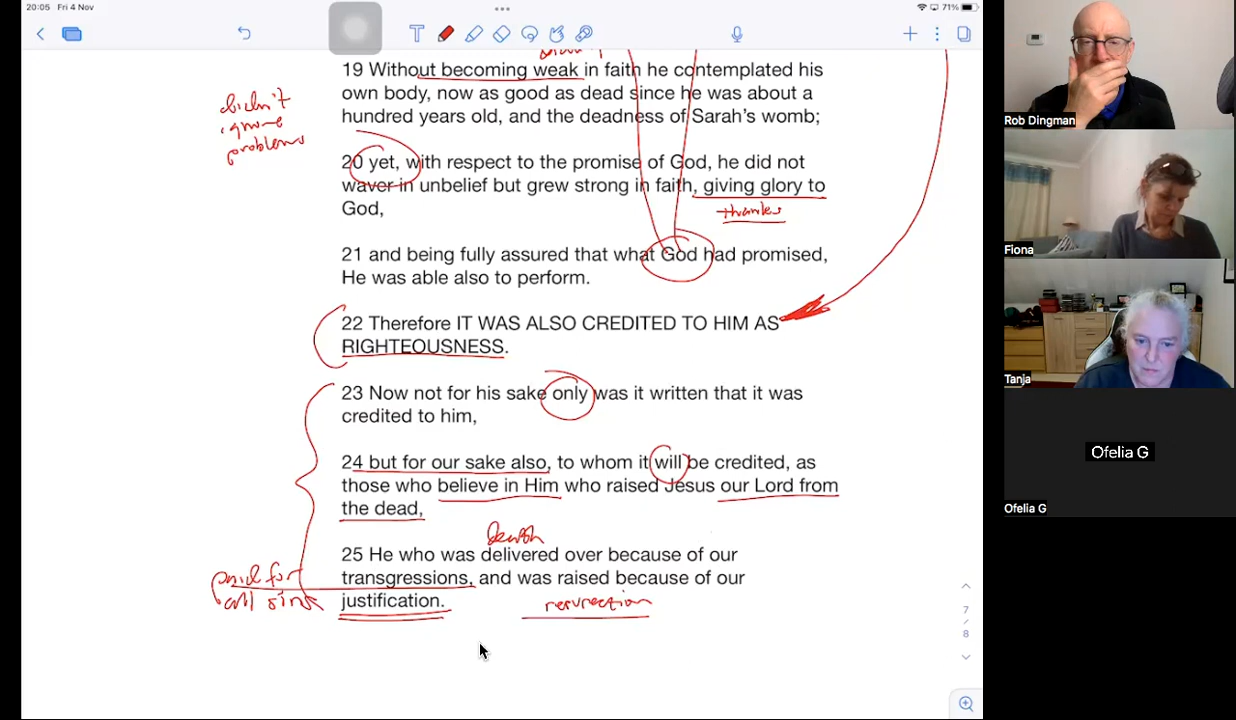 20:05 Fri 4 Nov
71%
19 Without becoming weak in faith he contemplated his
own body, now as good as dead since he was about a
hundred years old, and the deadness of Sarah's womb;
didn't
ignore
problems
20 yet, with respect to the promise of God, he did not
waver in unbelief but grew strong in faith, giving glory to
God,
thanks
21 and being fully assured that what God had promised,
He was able also to perform.
22 Therefore IT WAS ALSO CREDITED TO HIM AS
RIGHTEOUSNESS.
23 Now not for his sake only was it written that it was
credited to him,
24 but for our sake also, to whom it will be credited, as
those who believe in Him who raised Jesus our Lord from
the dead,
death
25 He who was delivered over because of our
transgressions, and was raised because of our
justification.
paid for
all sins
resurrection
7
/
8
Rob Dingman
Fiona
Tanja
Ofelia G
Ofelia G